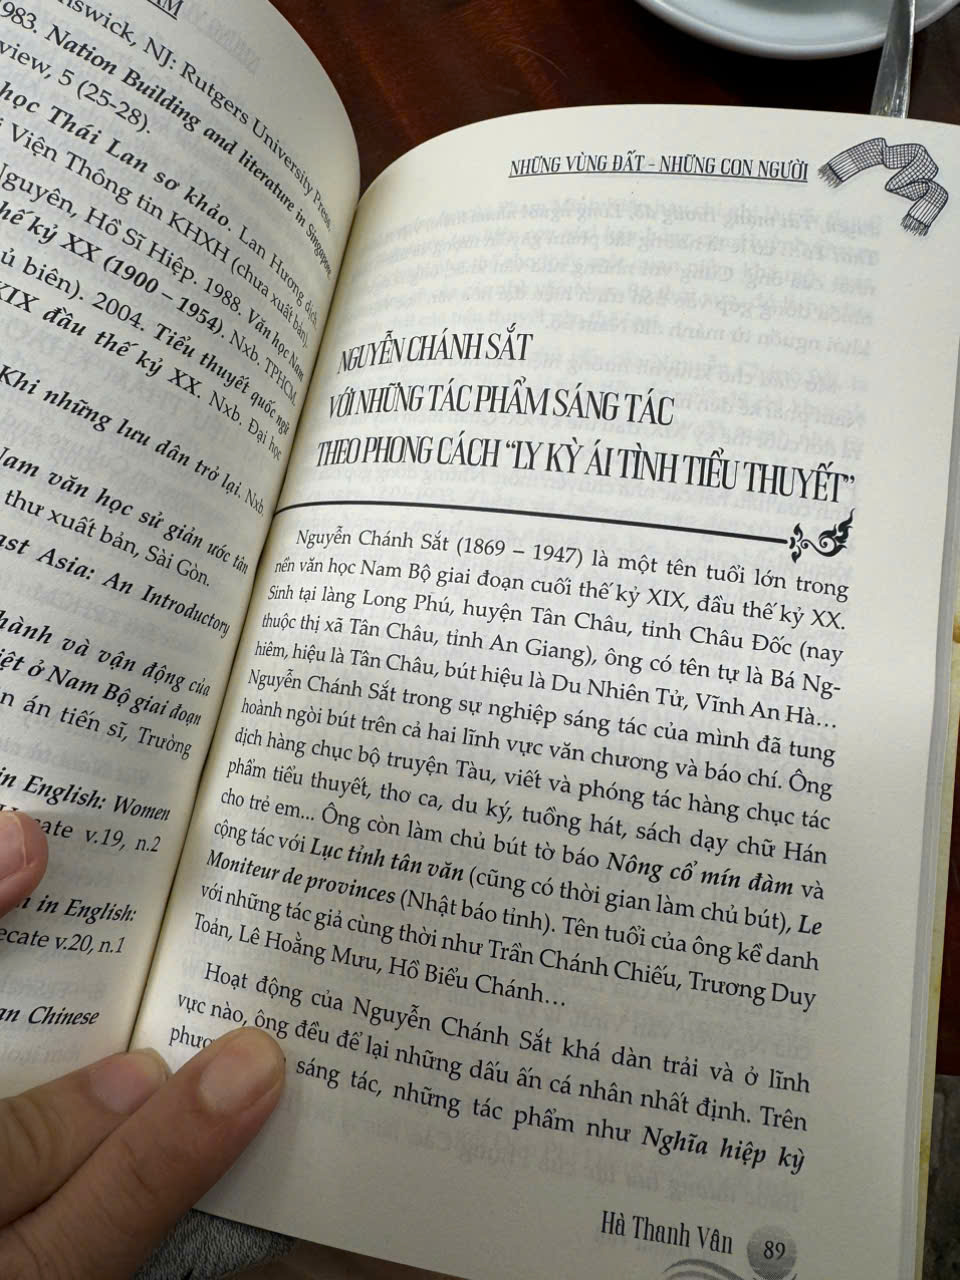 AM
nswick, NJ: Rutgers University Press.
1983. Nation Building and literature in Singapore
view, 5 (25-28).
học Thái Lan sơ khảo. Lan Hương dịch.
Viện Thông tin KHXH (chưa xuất bản).
guyên, Hồ Sĩ Hiệp. 1988. Văn học Nam
hế kỷ XX (1900 – 1954). Nxb. TPHCM.
ủ biên). 2004. Tiểu thuyết quốc ngữ
XIX đầu thế kỷ XX. Nxb. Đại học
Khi những lưu dân trở lại. Nxb.
Nam văn học sử giản ước tân
thư xuất bản, Sài Gòn.
ast Asia: An Introductory
hành và vận động của
iệt ở Nam Bộ giai đoạn
n án tiến sĩ, Trường
in English: Women
cate v.19, n.2
n in English:
ecate v.20, n.1
an Chinese
NHỮNG VÙNG ĐẤT - NHỮNG CON NGƯỜI
NGUYỄN CHÁNH SẮT
VỚI NHỮNG TÁC PHẨM SÁNG TÁC
THEO PHONG CÁCH “LY KỲ ÁI TÌNH TIỂU THUYẾT”
Nguyễn Chánh Sắt (1869 – 1947) là một tên tuổi lớn trong
nền văn học Nam Bộ giai đoạn cuối thế kỷ XIX, đầu thế kỷ XX.
Sinh tại làng Long Phú, huyện Tân Châu, tỉnh Châu Đốc (nay
thuộc thị xã Tân Châu, tỉnh An Giang), ông có tên tự là Bá Ng-
hiêm, hiệu là Tân Châu, bút hiệu là Du Nhiên Tử, Vĩnh An Hà…
Nguyễn Chánh Sắt trong sự nghiệp sáng tác của mình đã tung
hoành ngòi bút trên cả hai lĩnh vực văn chương và báo chí. Ông
dịch hàng chục bộ truyện Tàu, viết và phóng tác hàng chục tác
phẩm tiểu thuyết, thơ ca, du ký, tuồng hát, sách dạy chữ Hán
cho trẻ em... Ông còn làm chủ bút tờ báo Nông cổ mín đàm và
cộng tác với Lục tỉnh tân văn (cũng có thời gian làm chủ bút), Le
Moniteur de provinces (Nhật báo tỉnh). Tên tuổi của ông kề danh
với những tác giả cùng thời như Trần Chánh Chiếu, Trương Duy
Toản, Lê Hoằng Mưu, Hồ Biểu Chánh…
Hoạt động của Nguyễn Chánh Sắt khá dàn trải và ở lĩnh
vực nào, ông đều để lại những dấu ấn cá nhân nhất định. Trên
phươ sáng tác, những tác phẩm như Nghĩa hiệp kỳ
Hà Thanh Vân
89